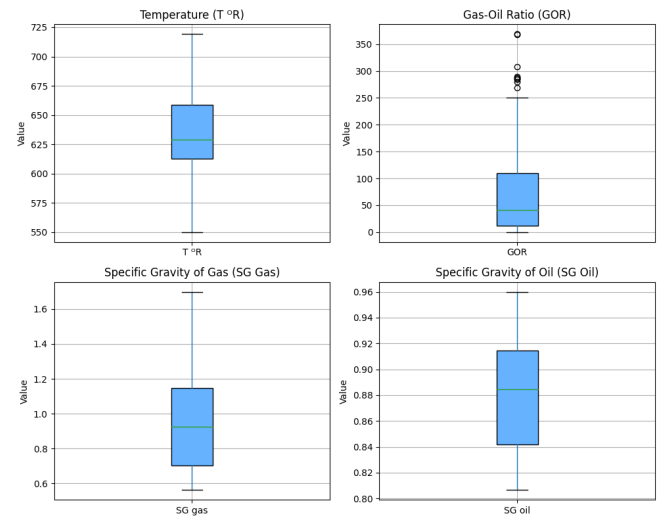 Temperature (T ºR)
725
700
675
650
625
600
575
550
Value
T ºR
Gas-Oil Ratio (GOR)
350
300
250
200
150
100
50
0
Value
GOR
Specific Gravity of Gas (SG Gas)
1.6
1.4
1.2
1.0
0.8
0.6
Value
SG gas
Specific Gravity of Oil (SG Oil)
0.96
0.94
0.92
0.90
0.88
0.86
0.84
0.82
0.80
Value
SG oil